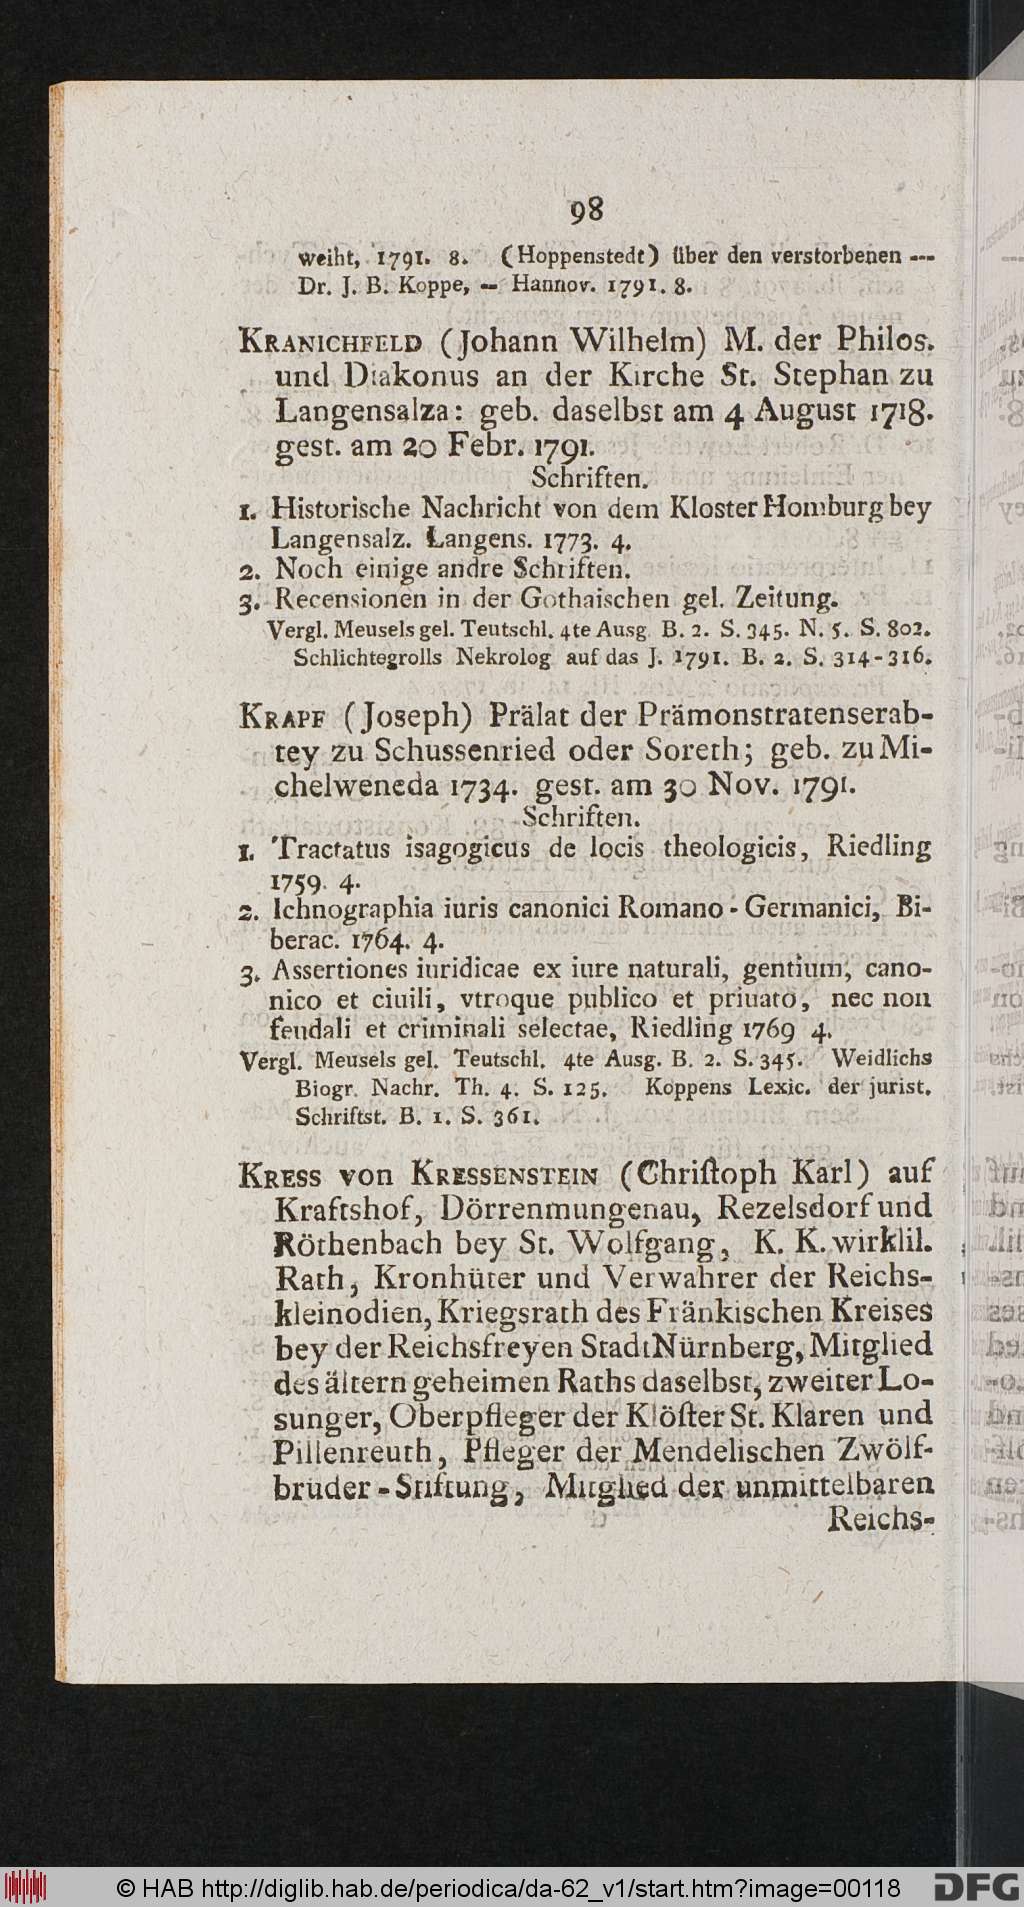 98
weiht, 1791. 8. (Hoppenstedt) über den verstorbenen ---
Dr. J. B. Koppe, — Hannov. 1791. 8.
KRANICHFELD (Johann Wilhelm) M. der Philos.
und Diakonus an der Kirche St. Stephan zu
Langensalza: geb. daselbst am 4 August 1718.
gest. am 20 Febr. 1791.
Schriften.
1. Historische Nachricht von dem Kloster Homburg bey
Langensalz. Langens. 1773. 4.
2. Noch einige andre Schriften.
3. Recensionen in der Gothaischen gel. Zeitung.
Vergl. Meusels gel. Teutschl. 4te Ausg B. 2. S. 345. N. 5. S. 802.
Schlichtegrolls Nekrolog auf das J. 1791. B. 2. S. 314-316.
KRAPF (Joseph) Prälat der Prämonstratenserab-
tey zu Schussenried oder Soreth; geb. zu Mi-
chelweneda 1734. gest. am 30 Nov. 1791.
Schriften.
1. Tractatus isagogicus de locis theologicis, Riedling
1759. 4.
2. Ichnographia iuris canonici Romano-Germanici, Bi-
berac. 1764. 4.
3. Assertiones iuridicae ex iure naturali, gentium, cano-
nico et ciuili, vtroque publico et priuato, nec non
feudali et criminali selectae, Riedling 1769 4.
Vergl. Meusels gel. Teutschl. 4te Ausg. B. 2. S. 345. Weidlichs
Biogr. Nachr. Th. 4. S. 125. Koppens Lexic. der jurist.
Schriftst. B. 1. S. 361.
KRESS von KRESSENSTEIN (Chriſtoph Karl) auf
Kraftshof, Dörrenmungenau, Rezelsdorf und
Röthenbach bey St. Wolfgang, K. K. wirklil.
Rath, Kronhüter und Verwahrer der Reichs-
kleinodien, Kriegsrath des Fränkischen Kreises
bey der Reichsfreyen Stadt Nürnberg, Mitglied
des ältern geheimen Raths daselbst, zweiter Lo-
sunger, Oberpfleger der Klöſter St. Klaren und
Pillenreuth, Pfleger der Mendelischen Zwölf-
brüder-Stiftung, Mitglied der unmittelbaren
Reichs-
© HAB http://diglib.hab.de/periodica/da-62_v1/start.htm?image=00118
DFG